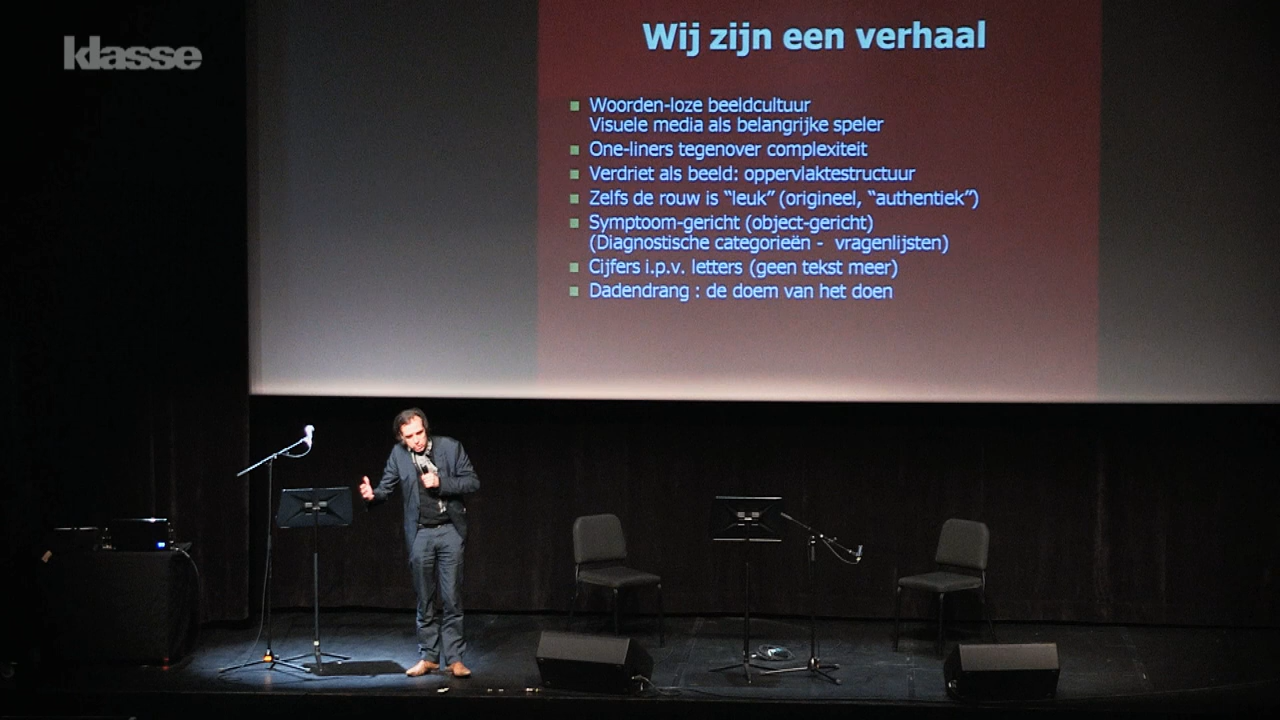 klasse
Wij zijn een verhaal
Woorden-loze beeldcultuur
Visuele media als belangrijke speler
One-liners tegenover complexiteit
Verdriet als beeld: oppervlaktestructuur
Zelfs de rouw is “leuk” (origineel, “authentiek”)
Symptoom-gericht (object-gericht)
(Diagnostische categorieën - vragenlijsten)
Cijfers i.p.v. letters (geen tekst meer)
Dadendrang : de doem van het doen